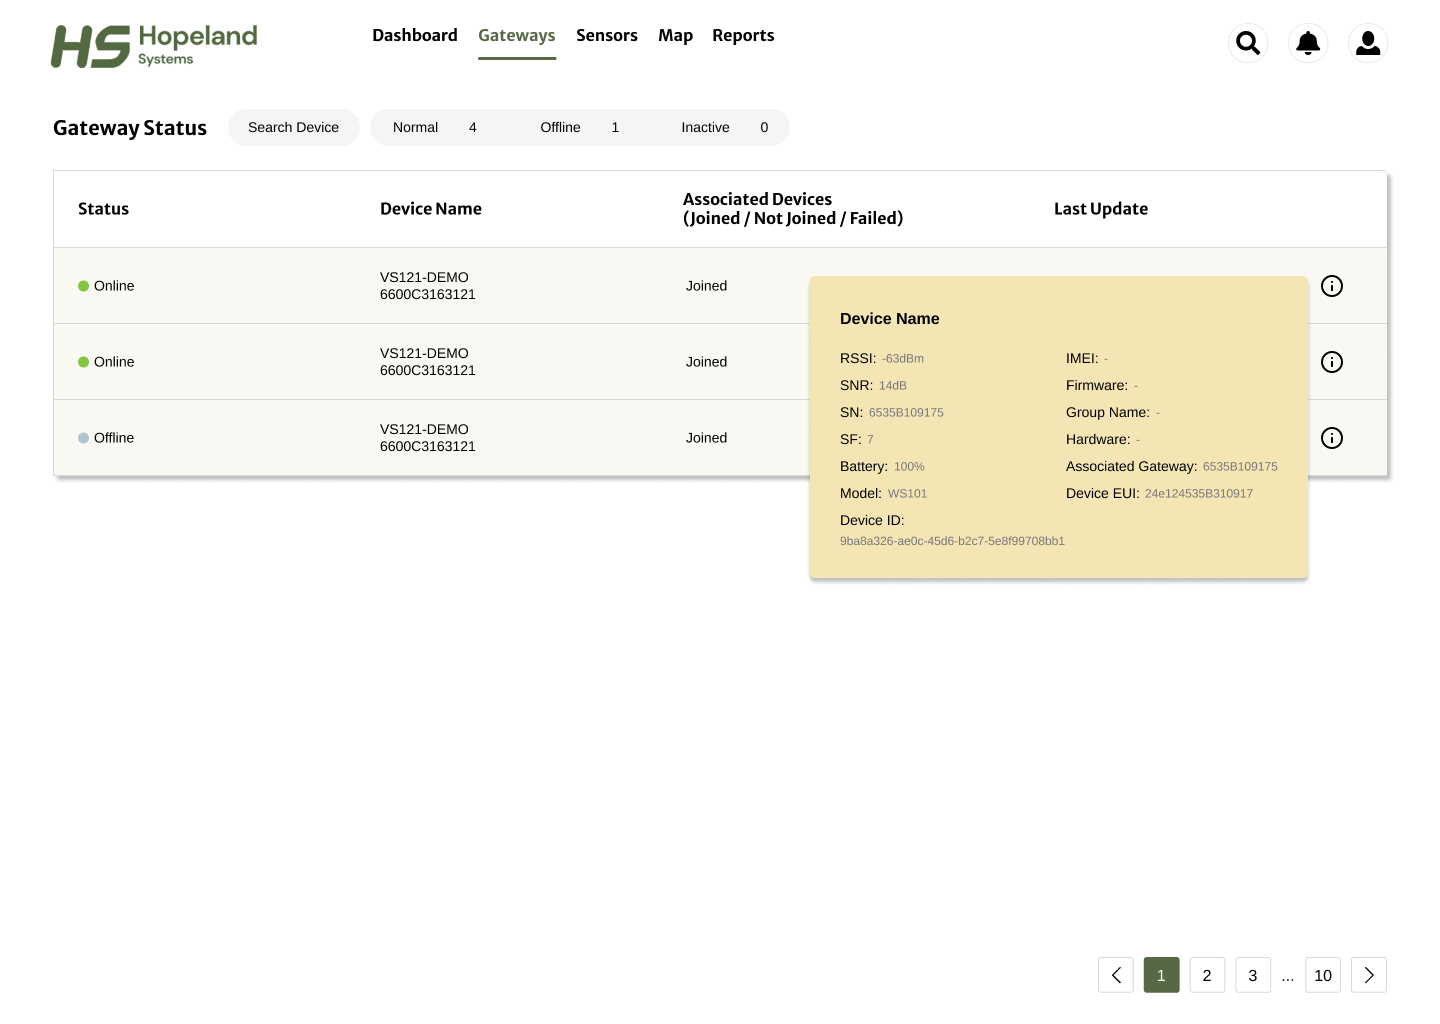 HS Hopeland Systems
Dashboard Gateways Sensors Map Reports
Gateway Status
Search Device
Normal 4 Offline 1 Inactive 0
Status
Device Name
Associated Devices
(Joined / Not Joined / Failed)
Last Update
Online
VS121-DEMO
6600C3163121
Joined
Online
VS121-DEMO
6600C3163121
Joined
Offline
VS121-DEMO
6600C3163121
Joined
Device Name
RSSI: -63dBm
SNR: 14dB
SN: 6535B109175
SF: 7
Battery: 100%
Model: WS101
Device ID:
9ba8a326-ae0c-45d6-b2c7-5e8f99708bb1
IMEI: -
Firmware: -
Group Name: -
Hardware: -
Associated Gateway: 6535B109175
Device EUI: 24e124535B310917
1 2 3 ... 10